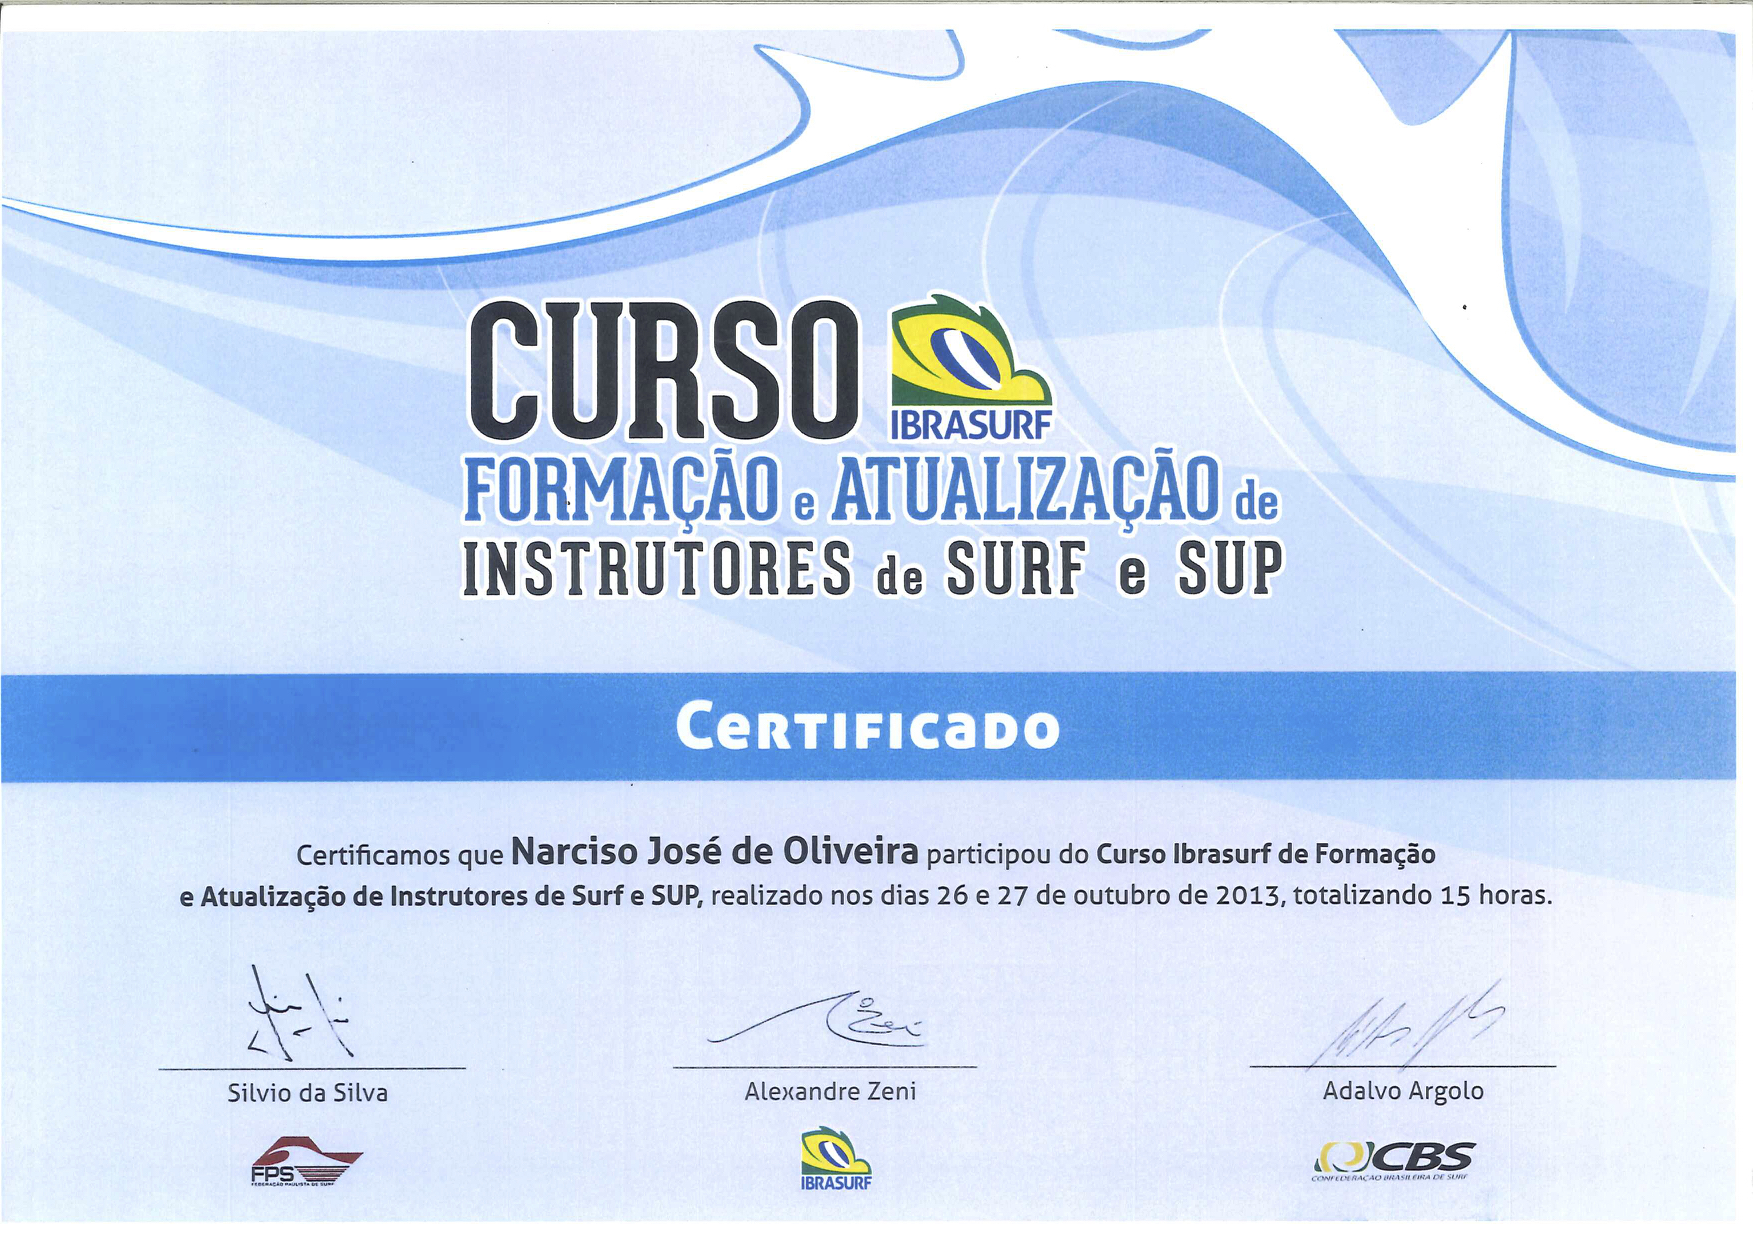 CURSO
IBRASURF
FORMAÇÃO e ATUALIZAÇÃO de
INSTRUTORES de SURF e SUP
CeRTIFICaDO
Certificamos que Narciso José de Oliveira participou do Curso Ibrasurf de Formação
e Atualização de Instrutores de Surf e SUP, realizado nos dias 26 e 27 de outubro de 2013, totalizando 15 horas.
Zeni
Silvio da Silva
Alexandre Zeni
Adalvo Argolo
FPS
FEDERAÇÃO PAULISTA DE SURF
IBRASURF
CBS
CONFEDERAÇÃO BRASILEIRA DE SURF